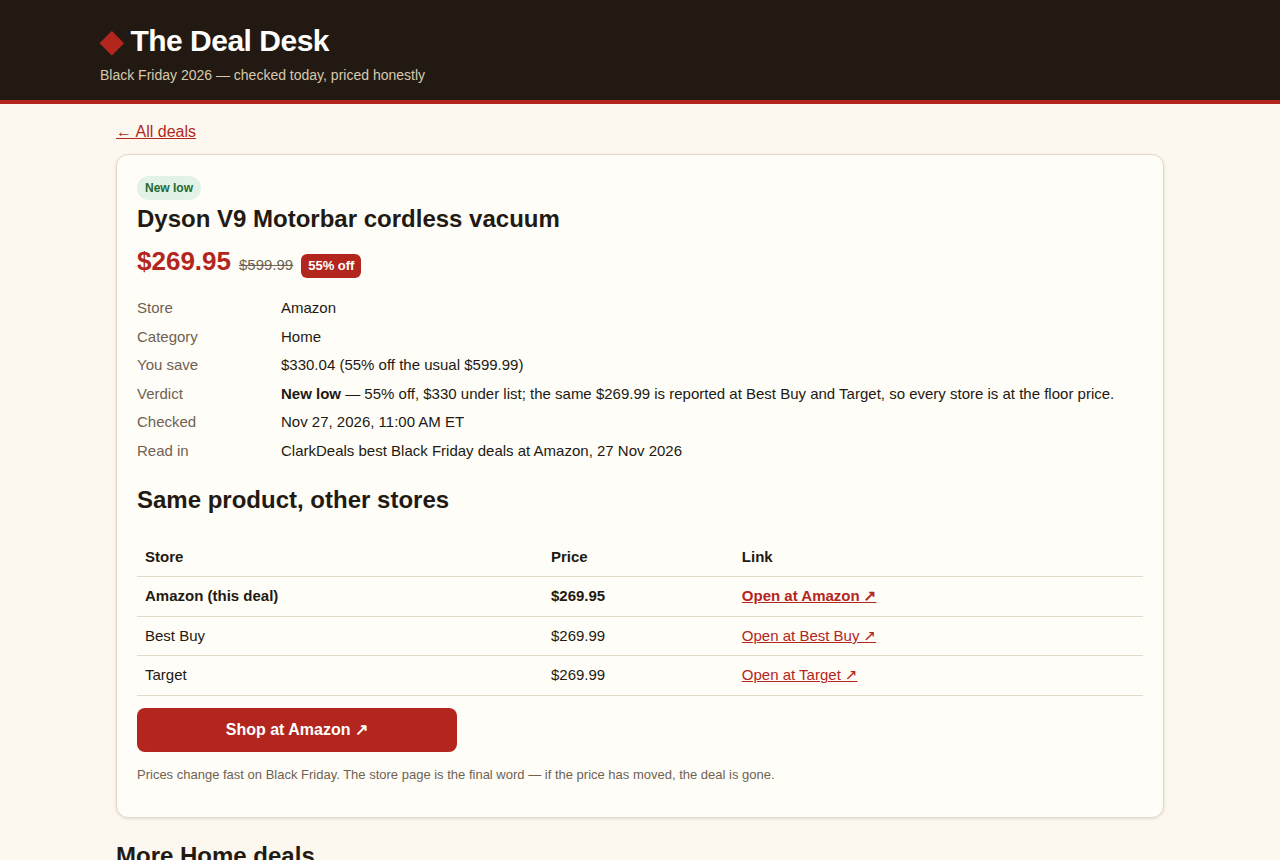 The Deal Desk
Black Friday 2026 — checked today, priced honestly
← All deals
New low
Dyson V9 Motorbar cordless vacuum
$269.95 $599.99 55% off
Store Amazon
Category Home
You save $330.04 (55% off the usual $599.99)
Verdict New low — 55% off, $330 under list; the same $269.99 is reported at Best Buy and Target, so every store is at the floor price.
Checked Nov 27, 2026, 11:00 AM ET
Read in ClarkDeals best Black Friday deals at Amazon, 27 Nov 2026
Same product, other stores
Store Price Link
Amazon (this deal) $269.95 Open at Amazon ↗
Best Buy $269.99 Open at Best Buy ↗
Target $269.99 Open at Target ↗
Shop at Amazon ↗
Prices change fast on Black Friday. The store page is the final word — if the price has moved, the deal is gone.
More Home deals